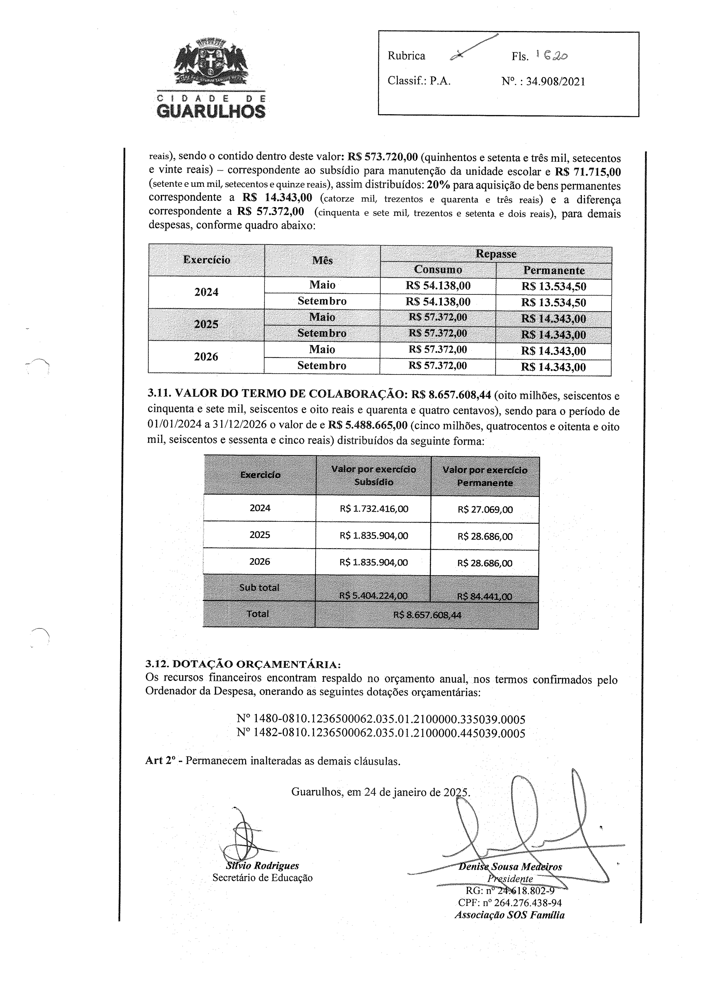 CIDADE DE
GUARULHOS
Rubrica Fls. 1620
Classif.: P.A. Nº. : 34.908/2021
reais), sendo o contido dentro deste valor: R$ 573.720,00 (quinhentos e setenta e três mil, setecentos
e vinte reais) – correspondente ao subsídio para manutenção da unidade escolar e R$ 71.715,00
(setente e um mil, setecentos e quinze reais), assim distribuídos: 20% para aquisição de bens permanentes
correspondente a R$ 14.343,00 (catorze mil, trezentos e quarenta e três reais) e a diferença
correspondente a R$ 57.372,00 (cinquenta e sete mil, trezentos e setenta e dois reais), para demais
despesas, conforme quadro abaixo:
Exercício Mês Repasse
Consumo Permanente
2024 Maio R$ 54.138,00 R$ 13.534,50
Setembro R$ 54.138,00 R$ 13.534,50
2025 Maio R$ 57.372,00 R$ 14.343,00
Setembro R$ 57.372,00 R$ 14.343,00
2026 Maio R$ 57.372,00 R$ 14.343,00
Setembro R$ 57.372,00 R$ 14.343,00
3.11. VALOR DO TERMO DE COLABORAÇÃO: R$ 8.657.608,44 (oito milhões, seiscentos e
cinquenta e sete mil, seiscentos e oito reais e quarenta e quatro centavos), sendo para o período de
01/01/2024 a 31/12/2026 o valor de e R$ 5.488.665,00 (cinco milhões, quatrocentos e oitenta e oito
mil, seiscentos e sessenta e cinco reais) distribuídos da seguinte forma:
Exercício Valor por exercício Subsídio Valor por exercício Permanente
2024 R$ 1.732.416,00 R$ 27.069,00
2025 R$ 1.835.904,00 R$ 28.686,00
2026 R$ 1.835.904,00 R$ 28.686,00
Sub total R$ 5.404.224,00 R$ 84.441,00
Total R$ 8.657.608,44
3.12. DOTAÇÃO ORÇAMENTÁRIA:
Os recursos financeiros encontram respaldo no orçamento anual, nos termos confirmados pelo
Ordenador da Despesa, onerando as seguintes dotações orçamentárias:
Nº 1480-0810.1236500062.035.01.2100000.335039.0005
Nº 1482-0810.1236500062.035.01.2100000.445039.0005
Art 2º - Permanecem inalteradas as demais cláusulas.
Guarulhos, em 24 de janeiro de 2025.
Silvio Rodrigues
Secretário de Educação
Denise Sousa Medeiros
Presidente
RG: nº 24.618.802-9
CPF: nº 264.276.438-94
Associação SOS Família